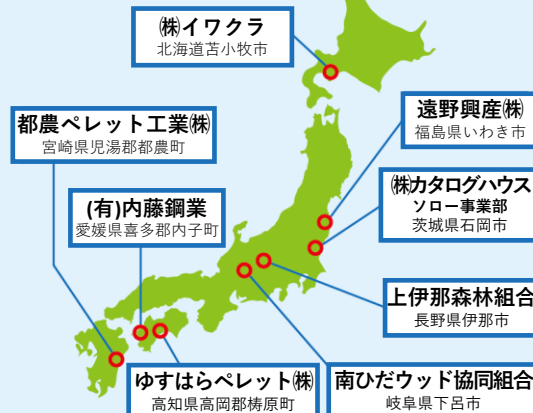 ㈱イワクラ
北海道苫小牧市
遠野興産㈱
福島県いわき市
都農ペレット工業㈱
宮崎県児湯郡都農町
㈱カタログハウス
ソロー事業部
茨城県石岡市
(有)内藤鋼業
愛媛県喜多郡内子町
上伊那森林組合
長野県伊那市
ゆすはらペレット㈱
高知県高岡郡梼原町
南ひだウッド協同組合
岐阜県下呂市